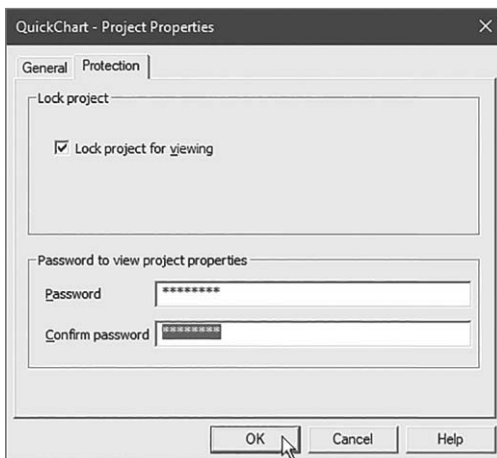 QuickChart - Project Properties
General Protection
Lock project
Lock project for viewing
Password to view project properties
Password ********
Confirm password ********
OK Cancel Help